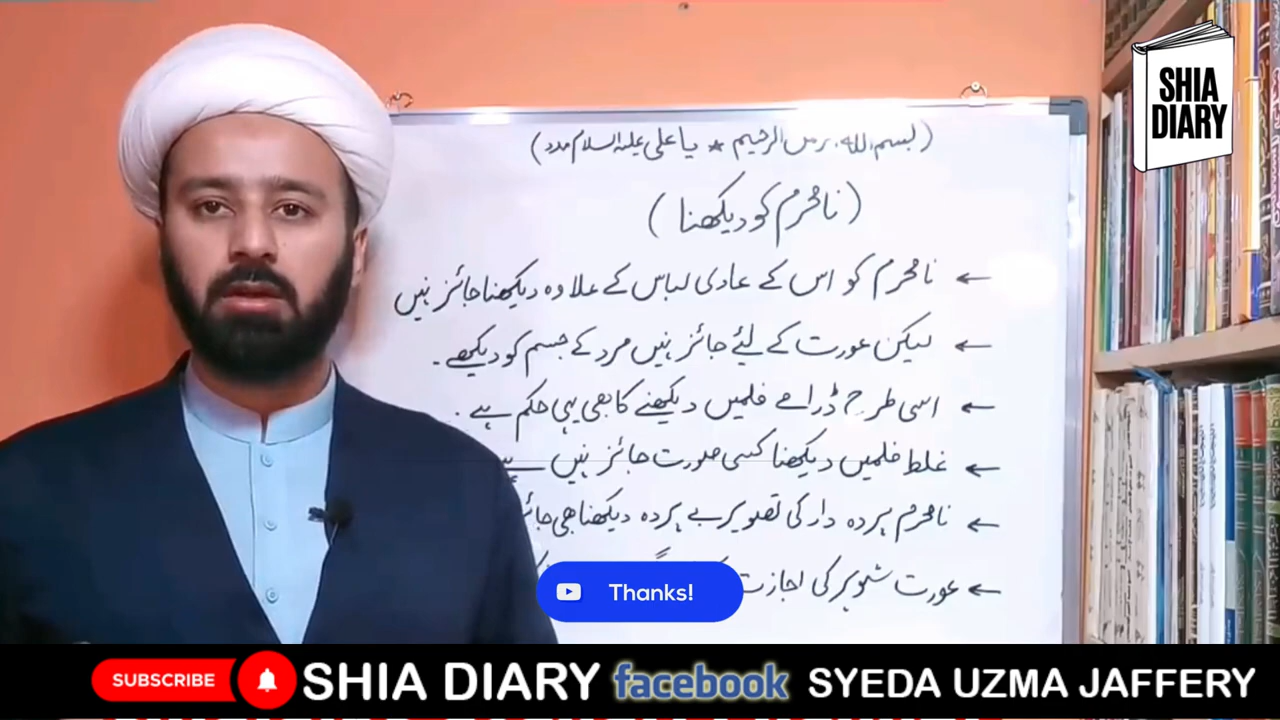 SHIA
DIARY
(بسم اللہ الرحمن الرحیم * یا علی علیہ السلام مدد)
(نامحرم کو دیکھنا)
← نامحرم کو اس کے عادی لباس کے علاوہ دیکھنا جائز نہیں
← لیکن عورت کے لئے جائز نہیں مرد کے جسم کو دیکھے۔
← اسی طرح ڈرامے فلمیں دیکھنے کا بھی یہی حکم ہے۔
← غلط فلمیں دیکھنا کسی صورت جائز نہیں ہے
← نامحرم پردہ دار کی تصویر بے پردہ دیکھنا بھی
← عورت شوہر کی اجازت
Thanks!
SUBSCRIBE
SHIA DIARY facebook SYEDA UZMA JAFFERY